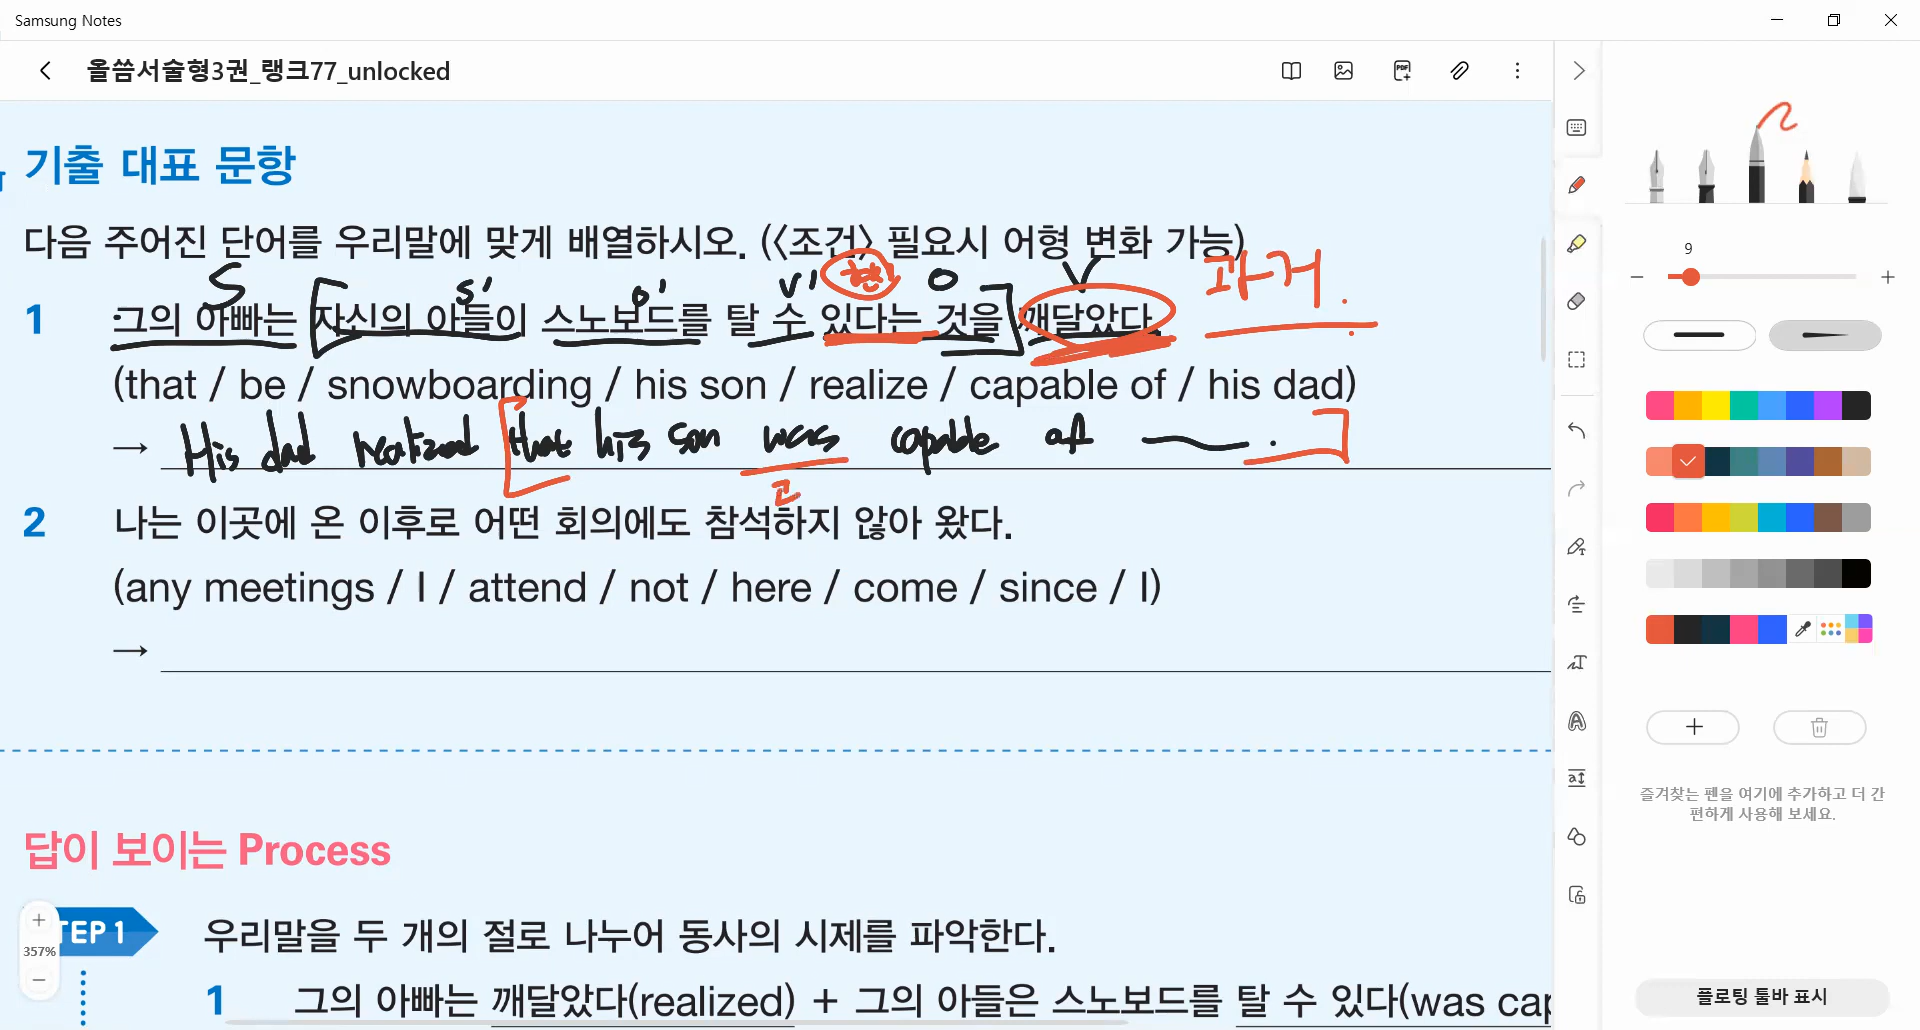 Samsung Notes
올씀서술형3권_랭크77_unlocked
기출 대표 문항
다음 주어진 단어를 우리말에 맞게 배열하시오. (〈조건〉 필요시 어형 변화 가능)
S s' o' v' 현 O V 과거.
1 그의 아빠는 자신의 아들이 스노보드를 탈 수 있다는 것을 깨달았다.
(that / be / snowboarding / his son / realize / capable of / his dad)
→ His dad realized that his son was capable of .
2 나는 이곳에 온 이후로 어떤 회의에도 참석하지 않아 왔다.
(any meetings / I / attend / not / here / come / since / I)
→
답이 보이는 Process
TEP 1 우리말을 두 개의 절로 나누어 동사의 시제를 파악한다.
1 그의 아빠는 깨달았다(realized) + 그의 아들은 스노보드를 탈 수 있다(was cap
357%
9
즐겨찾는 펜을 여기에 추가하고 더 간
편하게 사용해 보세요.
플로팅 툴바 표시